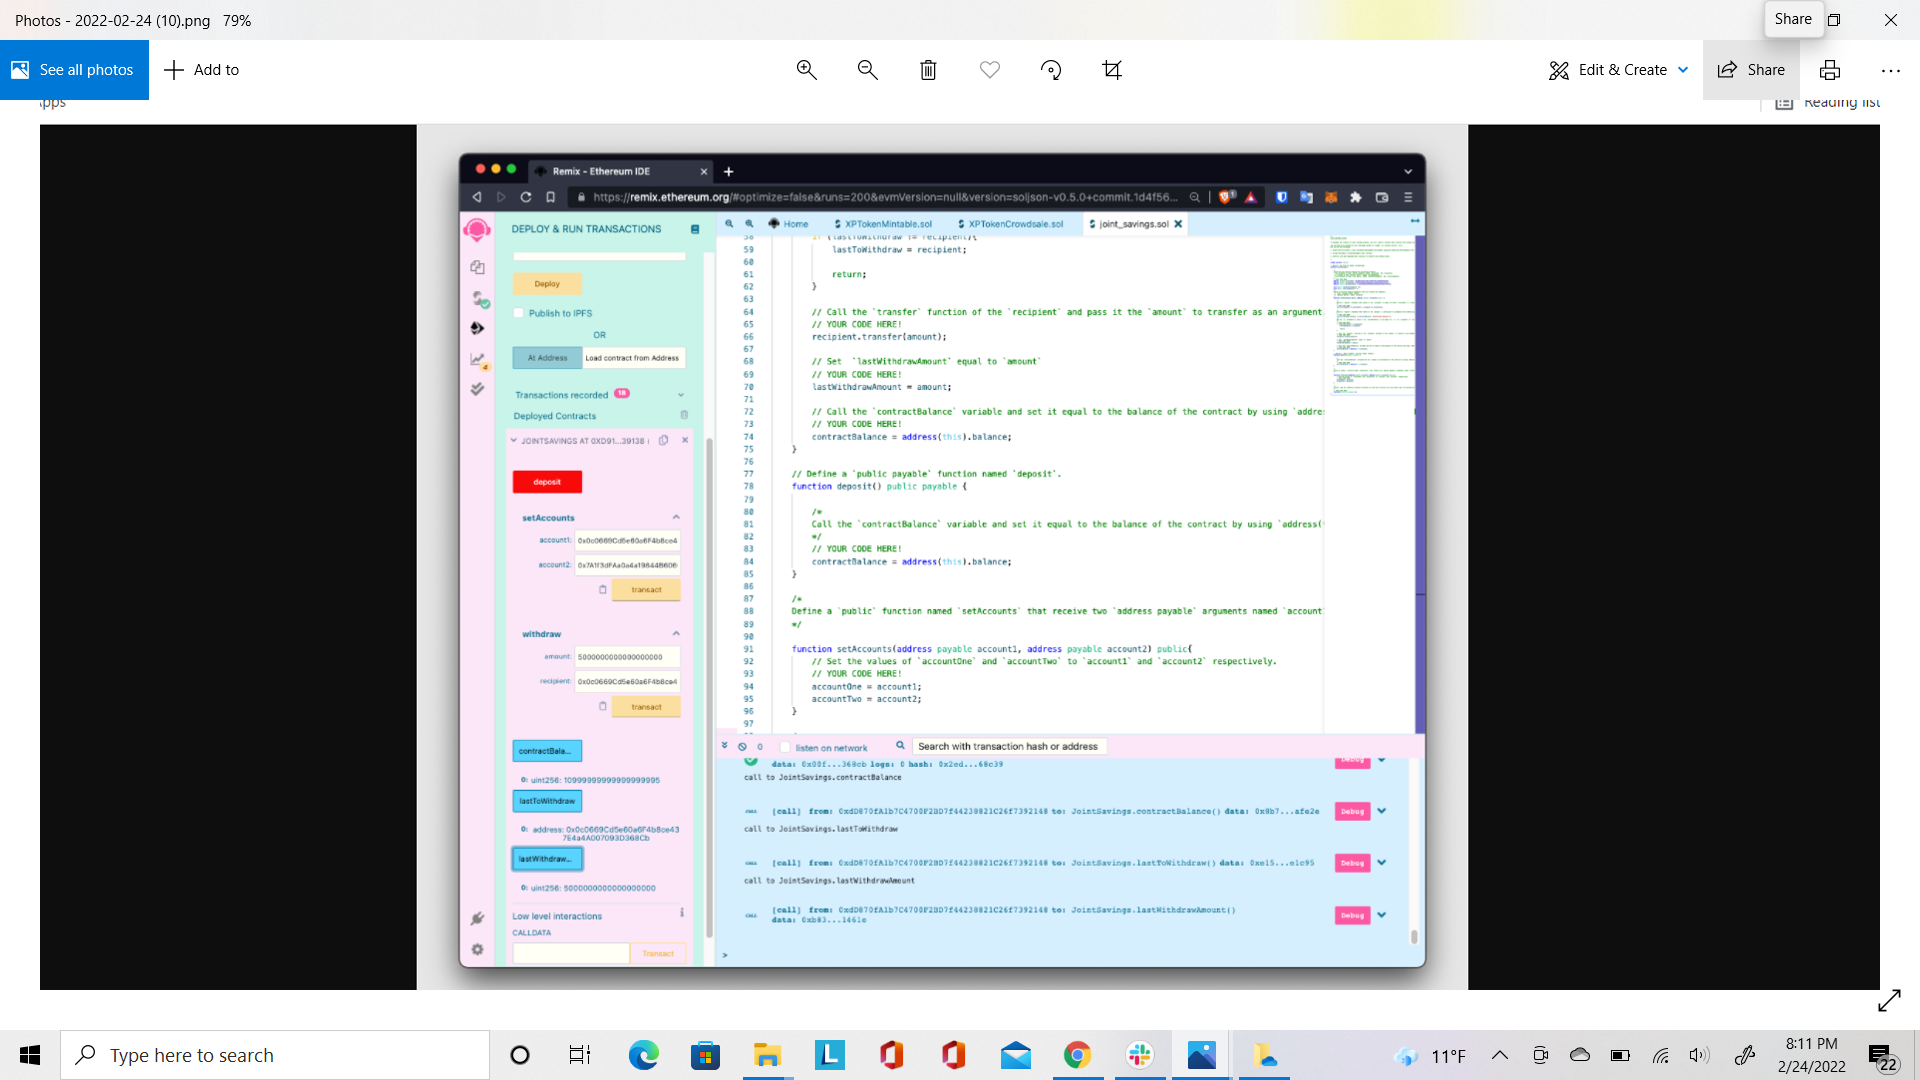 Photos - 2022-02-24 (10).png 79%
Share
See all photos
Add to
Edit & Create
Share
Apps
Reading list
Remix - Ethereum IDE
https://remix.ethereum.org/#optimize=false&runs=200&evmVersion=null&version=soljson-v0.5.0+commit.1d4f56...
DEPLOY & RUN TRANSACTIONS
Home
XPTokenMintable.sol
XPTokenCrowdsale.sol
joint_savings.sol
Deploy
Publish to IPFS
OR
At Address
Load contract from Address
Transactions recorded 18
Deployed Contracts
JOINTSAVINGS AT 0XD91...39138
deposit
setAccounts
account1: 0x0c0669Cd5e60a6F4b8ce4
account2:
transact
withdraw
amount: 5000000000000000000
recipient: 0x0c0669Cd5e60a6F4b8ce4
transact
contractBala...
0: uint256: 10999999999999999995
lastToWithdraw
0: address: 0x0c0669Cd5e60a6F4b8ce43
7E4a4A007093D368Cb
lastWithdraw...
0: uint256: 5000000000000000000
Low level interactions
CALLDATA
Transact
58 if (lastToWithdraw != recipient){
59 lastToWithdraw = recipient;
60
61 return;
62 }
63
64 // Call the `transfer` function of the `recipient` and pass it the `amount` to transfer as an argument.
65 // YOUR CODE HERE!
66 recipient.transfer(amount);
67
68 // Set `lastWithdrawAmount` equal to `amount`
69 // YOUR CODE HERE!
70 lastWithdrawAmount = amount;
71
72 // Call the `contractBalance` variable and set it equal to the balance of the contract by using `addres
73 // YOUR CODE HERE!
74 contractBalance = address(this).balance;
75 }
76
77 // Define a `public payable` function named `deposit`.
78 function deposit() public payable {
79
80 /*
81 Call the `contractBalance` variable and set it equal to the balance of the contract by using `address(t
82 */
83 // YOUR CODE HERE!
84 contractBalance = address(this).balance;
85 }
86
87 /*
88 Define a `public` function named `setAccounts` that receive two `address payable` arguments named `account1
89 */
90
91 function setAccounts(address payable account1, address payable account2) public{
92 // Set the values of `accountOne` and `accountTwo` to `account1` and `account2` respectively.
93 // YOUR CODE HERE!
94 accountOne = account1;
95 accountTwo = account2;
96 }
97
0 listen on network
Search with transaction hash or address
data: 0x00f...368cb logs: 0 hash: 0x2ed...68c39
Debug
call to JointSavings.contractBalance
CALL [call] from: 0xdD870fA1b7C4700F2BD7f44238821C26f7392148 to: JointSavings.contractBalance() data: 0x8b7...afe2e
Debug
call to JointSavings.lastToWithdraw
CALL [call] from: 0xdD870fA1b7C4700F2BD7f44238821C26f7392148 to: JointSavings.lastToWithdraw() data: 0xe15...e1c95
Debug
call to JointSavings.lastWithdrawAmount
CALL [call] from: 0xdD870fA1b7C4700F2BD7f44238821C26f7392148 to: JointSavings.lastWithdrawAmount()
data: 0xb83...1461e
Debug
>
Type here to search
11°F
8:11 PM
2/24/2022
22